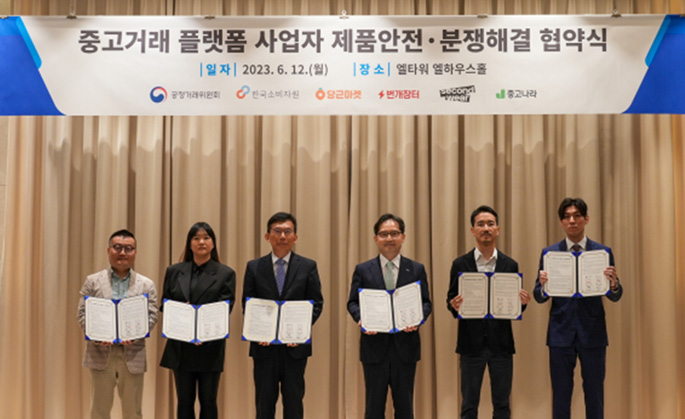 중고거래 플랫폼 사업자 제품안전·분쟁해결 협약식
| 일 자 | 2023. 6. 12.(월) | 장 소 | 엘타워 엘하우스홀
공정거래위원회 한국소비자원 당근마켓 번개장터 second wear 중고나라